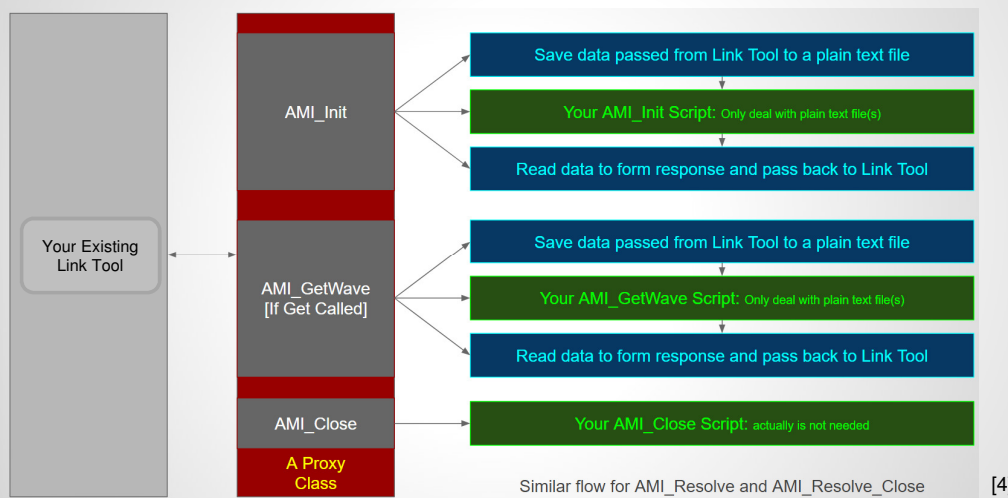 Your Existing
Link Tool
AMI_Init
Save data passed from Link Tool to a plain text file
Your AMI_Init Script: Only deal with plain text file(s)
Read data to form response and pass back to Link Tool
AMI_GetWave
[If Get Called]
Save data passed from Link Tool to a plain text file
Your AMI_GetWave Script: Only deal with plain text file(s)
Read data to form response and pass back to Link Tool
AMI_Close
Your AMI_Close Script: actually is not needed
A Proxy
Class
Similar flow for AMI_Resolve and AMI_Resolve_Close
[4